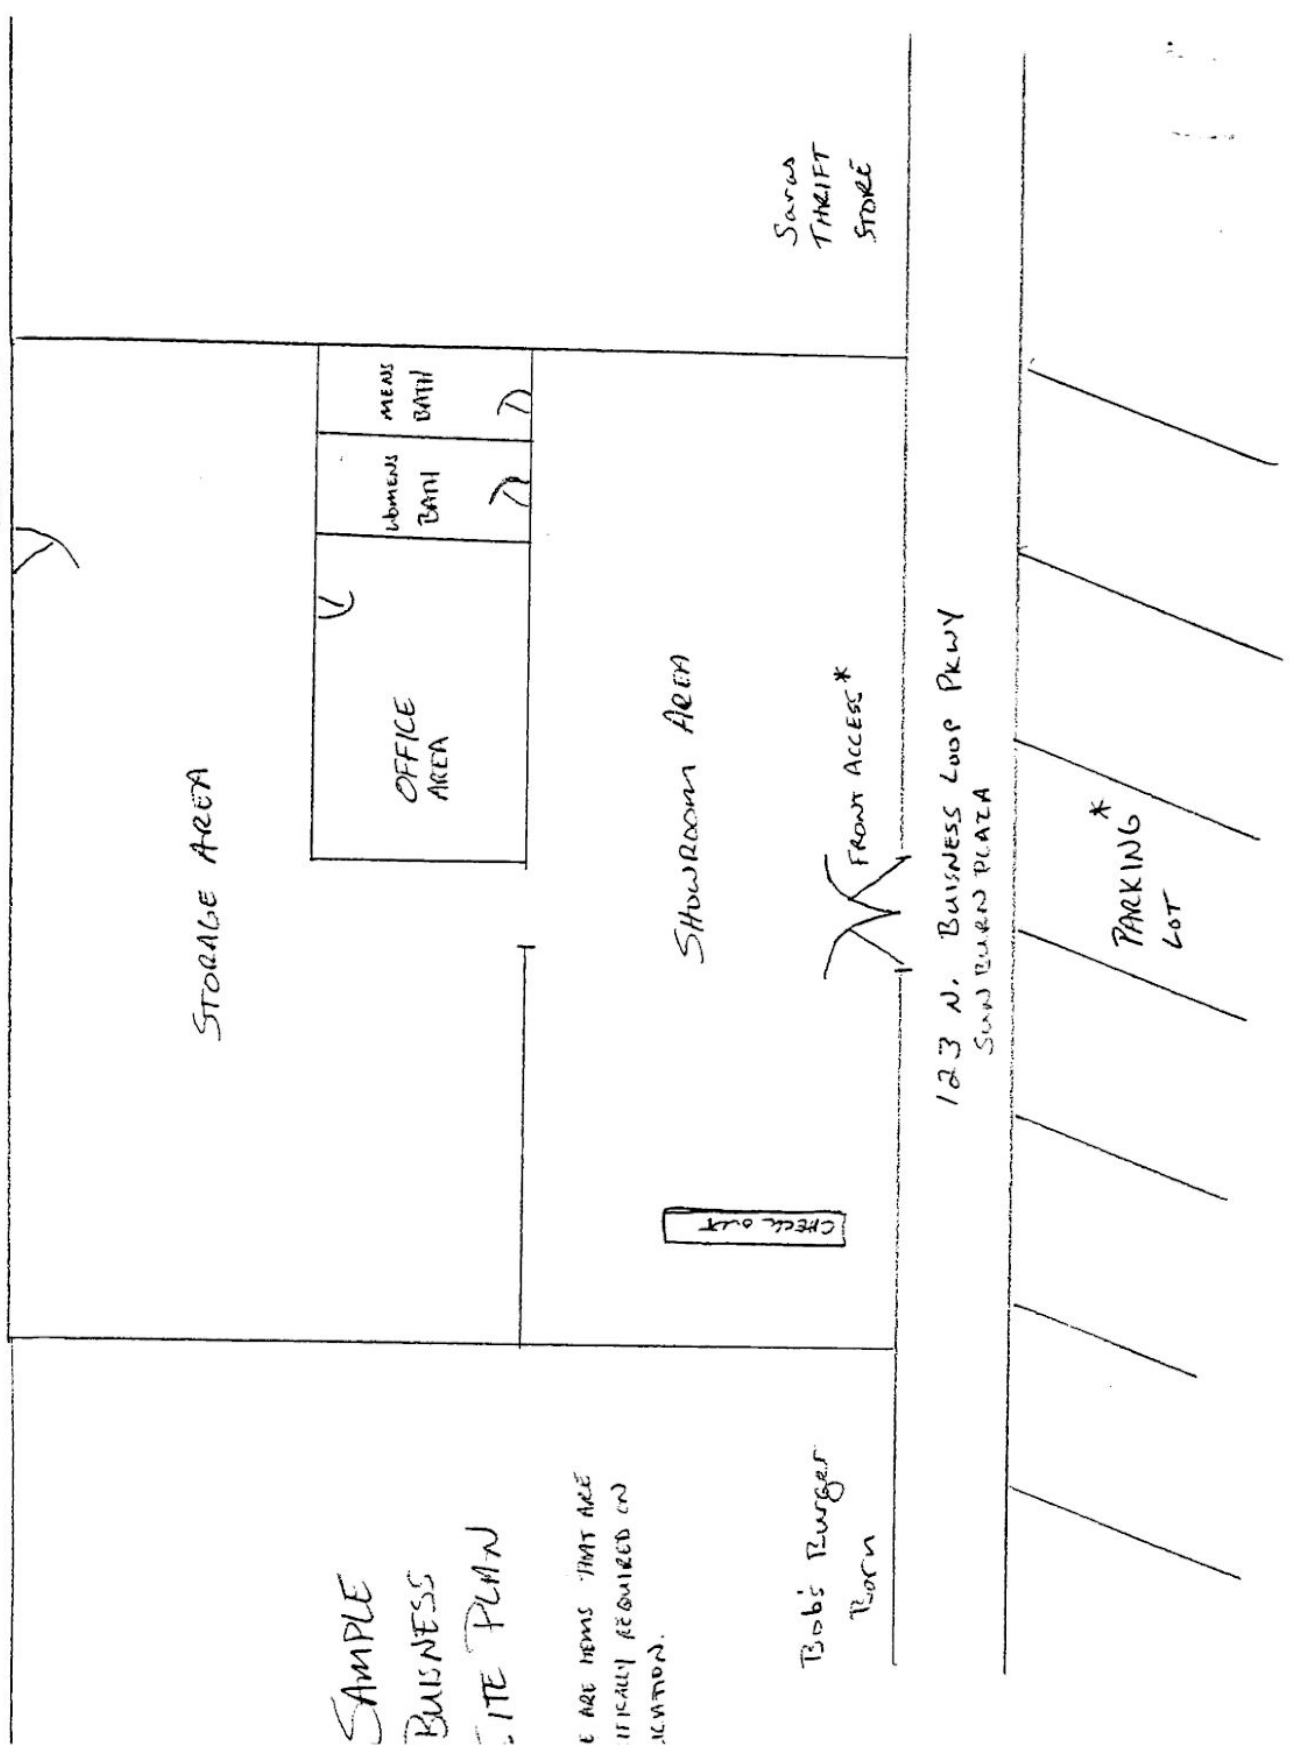 SAMPLE
BUISNESS
ITE PLAN
E ARE ITEMS THAT ARE
IFICALLY REQUIRED ON
ICATION.
STORAGE AREA
OFFICE
AREA
WOMENS
BATH
MENS
BATH
SHOWROOM AREA
CHECK OUT
FRONT ACCESS*
Bob's Burger
Born
Saras
THRIFT
STORE
123 N. BUISNESS LOOP PKWY
SUN BURN PLAZA
PARKING*
LOT